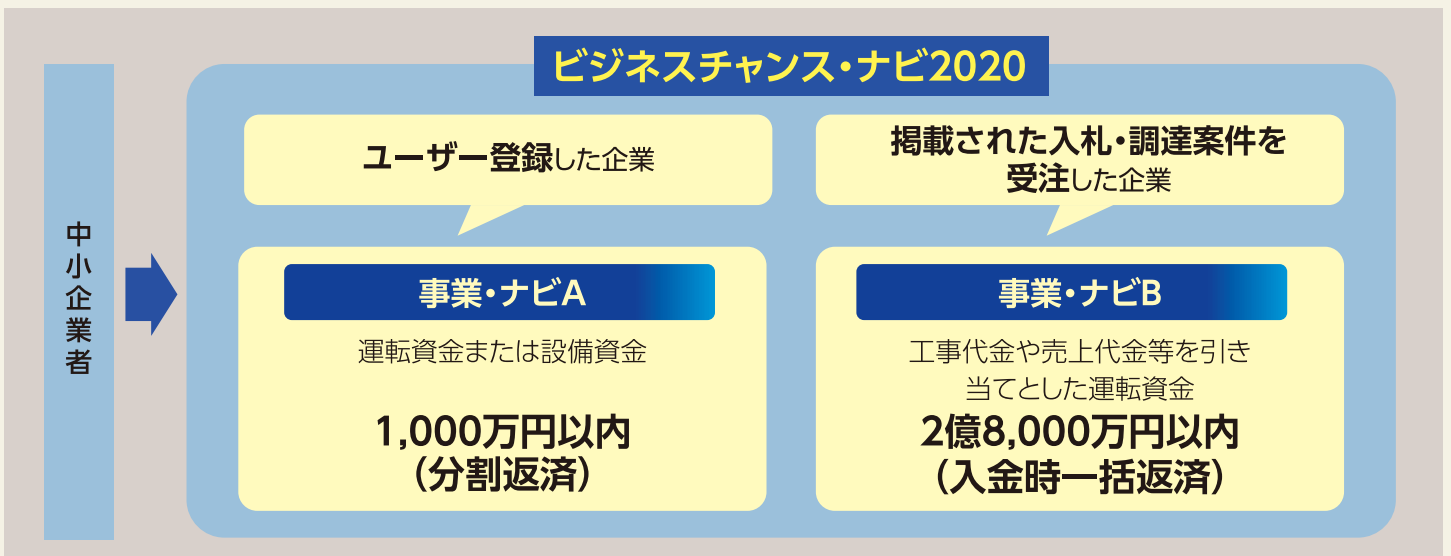 ビジネスチャンス・ナビ2020
中小企業者
ユーザー登録した企業
事業・ナビA
運転資金または設備資金
1,000万円以内
(分割返済)
掲載された入札・調達案件を
受注した企業
事業・ナビB
工事代金や売上代金等を引き
当てとした運転資金
2億8,000万円以内
(入金時一括返済)